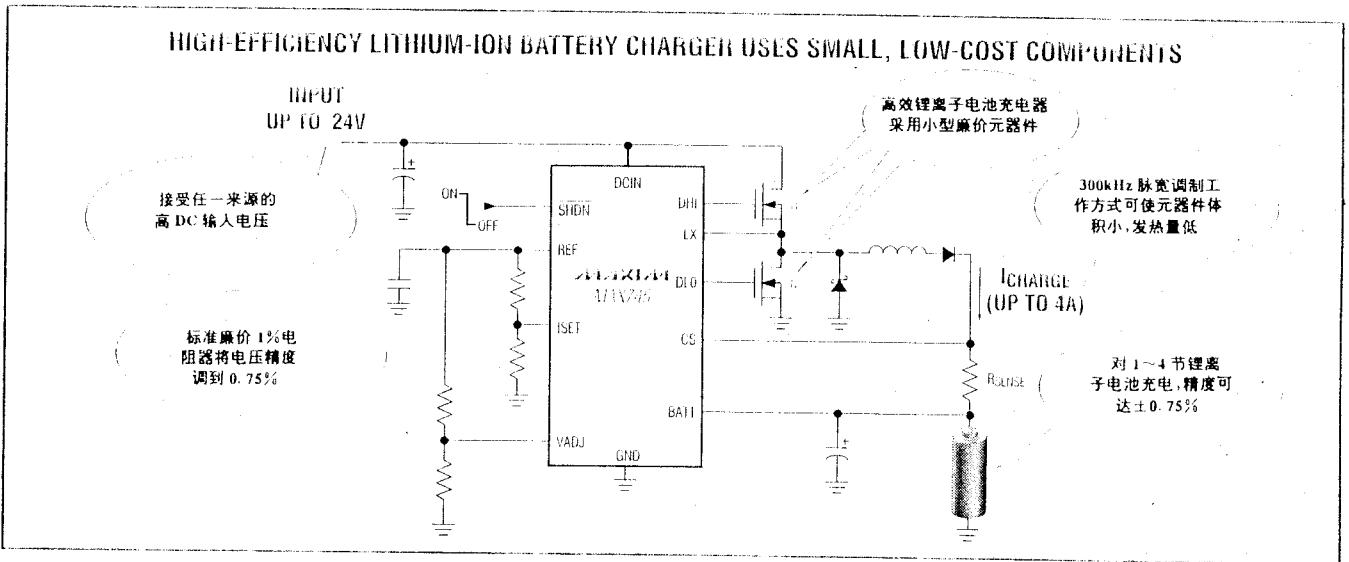 HIGH-EFFICIENCY LITHIUM-ION BATTERY CHARGER USES SMALL, LOW-COST COMPONENTS
INPUT
UP TO 24V
高效锂离子电池充电器
采用小型廉价元器件
接受任一来源的
高 DC 输入电压
300kHz 脉宽调制工
作方式可使元器件体
积小,发热量低
标准廉价 1%电
阻器将电压精度
调到 0.75%
对 1~4 节锂离
子电池充电,精度可
达±0.75%
ON
OFF
DCIN
SHDN
REF
ISET
VADJ
GND
DHI
LX
DLO
CS
BATT
MAXIM
MAX745
ICHARGE
(UP TO 4A)
RSENSE
+
+